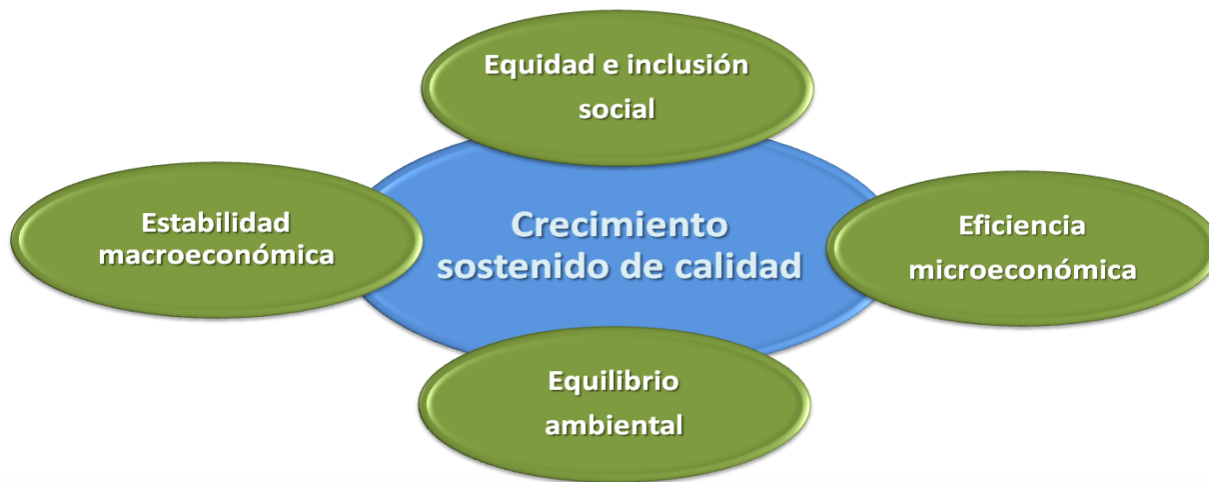 Equidad e inclusión
social
Estabilidad
macroeconómica
Crecimiento
sostenido de calidad
Eficiencia
microeconómica
Equilibrio
ambiental